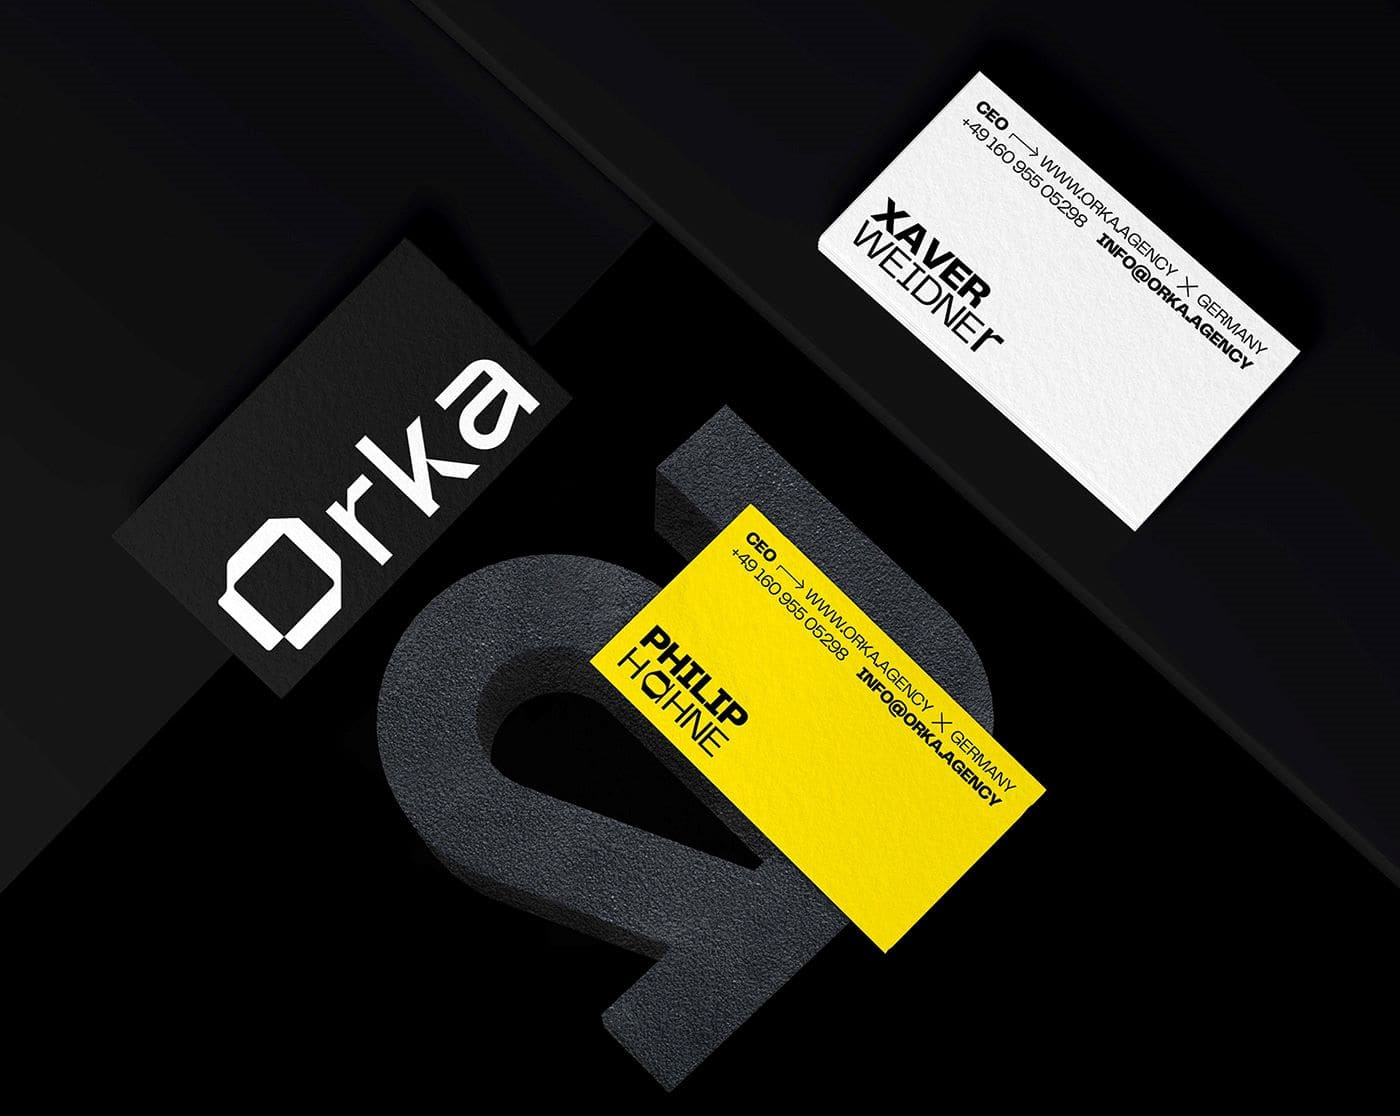 Orka
CEO ⟶ WWW.ORKA.AGENCY × GERMANY
+49 160 955 05298 INFO@ORKA.AGENCY
XAVER
WEIDNEr
CEO ⟶ WWW.ORKA.AGENCY × GERMANY
+49 160 955 05298 INFO@ORKA.AGENCY
PHILIP
HaHNE